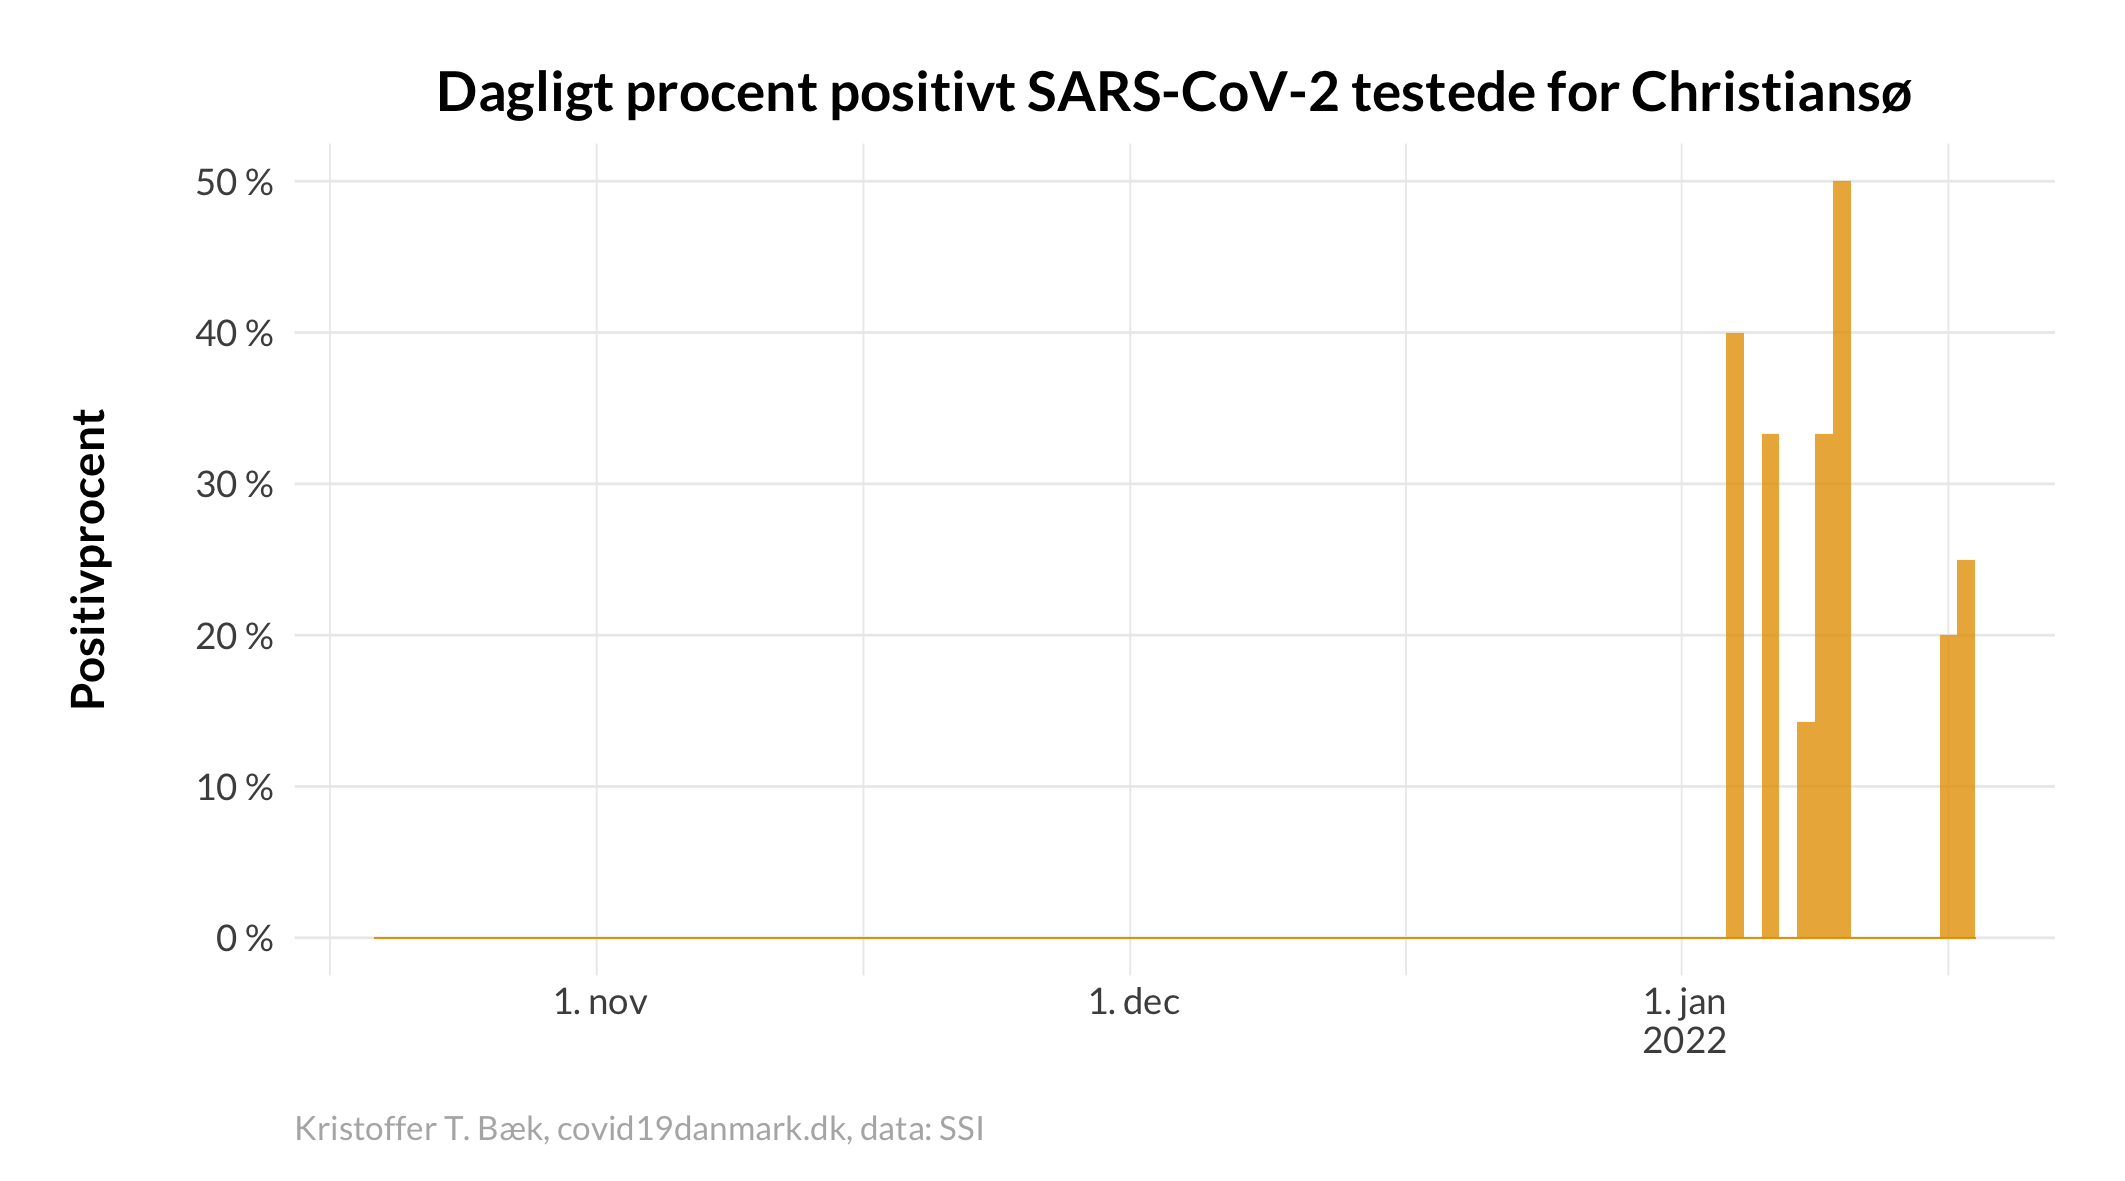 Dagligt procent positivt SARS-CoV-2 testede for Christiansø
Positivprocent
50 %
40 %
30 %
20 %
10 %
0 %
1. nov
1. dec
1. jan
2022
Kristoffer T. Bæk, covid19danmark.dk, data: SSI